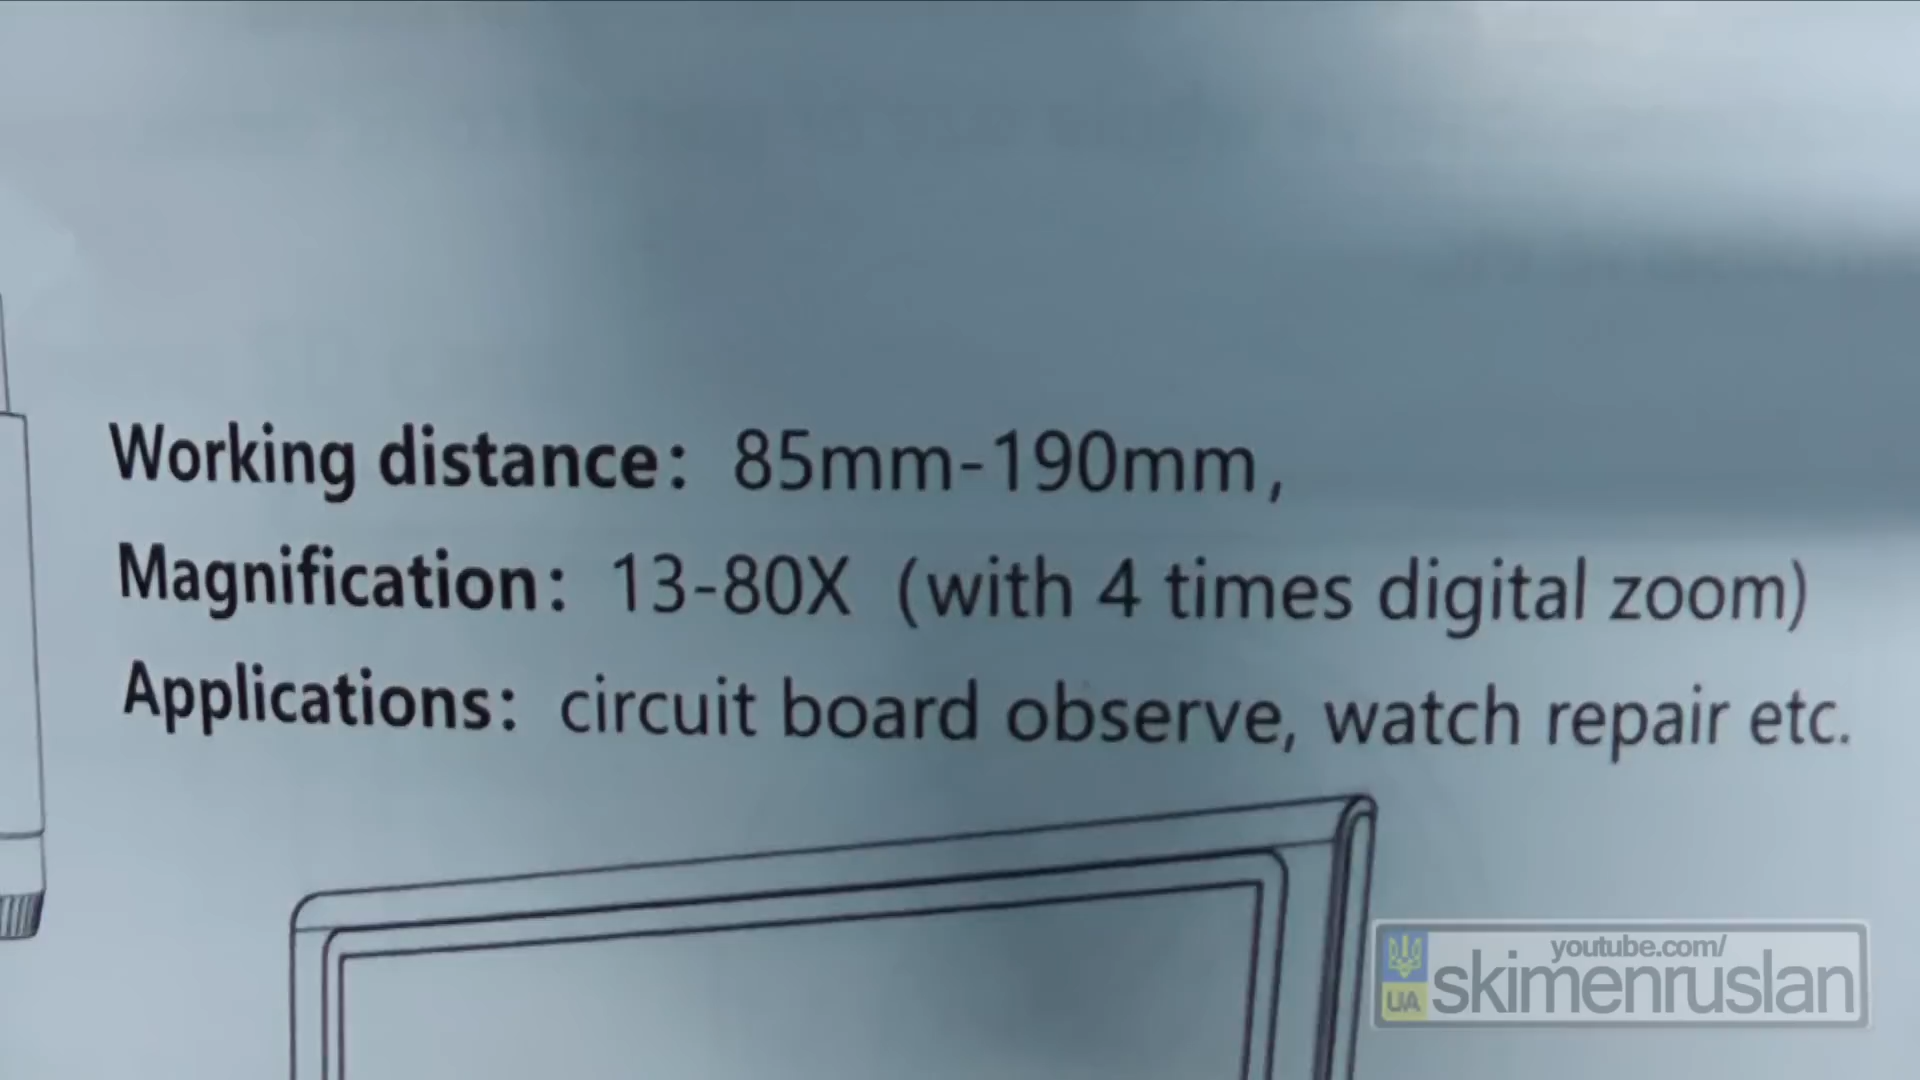 Working distance: 85mm-190mm,
Magnification: 13-80X (with 4 times digital zoom)
Applications: circuit board observe, watch repair etc.
youtube.com/
UA skimenruslan